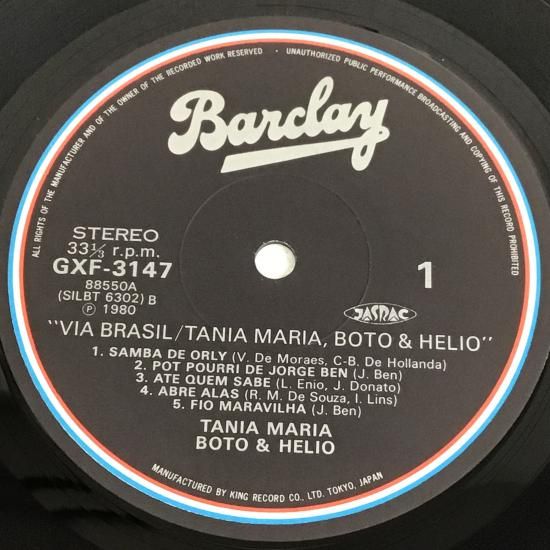 ALL RIGHTS OF THE MANUFACTURER AND OF THE OWNER OF THE RECORDED WORK RESERVED • UNAUTHORIZED PUBLIC PERFORMANCE BROADCASTING AND COPYING OF THIS RECORD PROHIBITED
Barclay
STEREO
33 1/3 r.p.m.
GXF-3147
88550A
(SILBT 6302) B
Ⓟ 1980
1
JASRAC
"VIA BRASIL/TANIA MARIA, BOTO & HELIO"
1. SAMBA DE ORLY (V. De Moraes, C-B. De Hollanda)
2. POT POURRI DE JORGE BEN (J. Ben)
3. ATE QUEM SABE (L. Enio, J. Donato)
4. ABRE ALAS (R. M. De Souza, I. Lins)
5. FIO MARAVILHA (J. Ben)
TANIA MARIA
BOTO & HELIO
MANUFACTURED BY KING RECORD CO., LTD. TOKYO, JAPAN